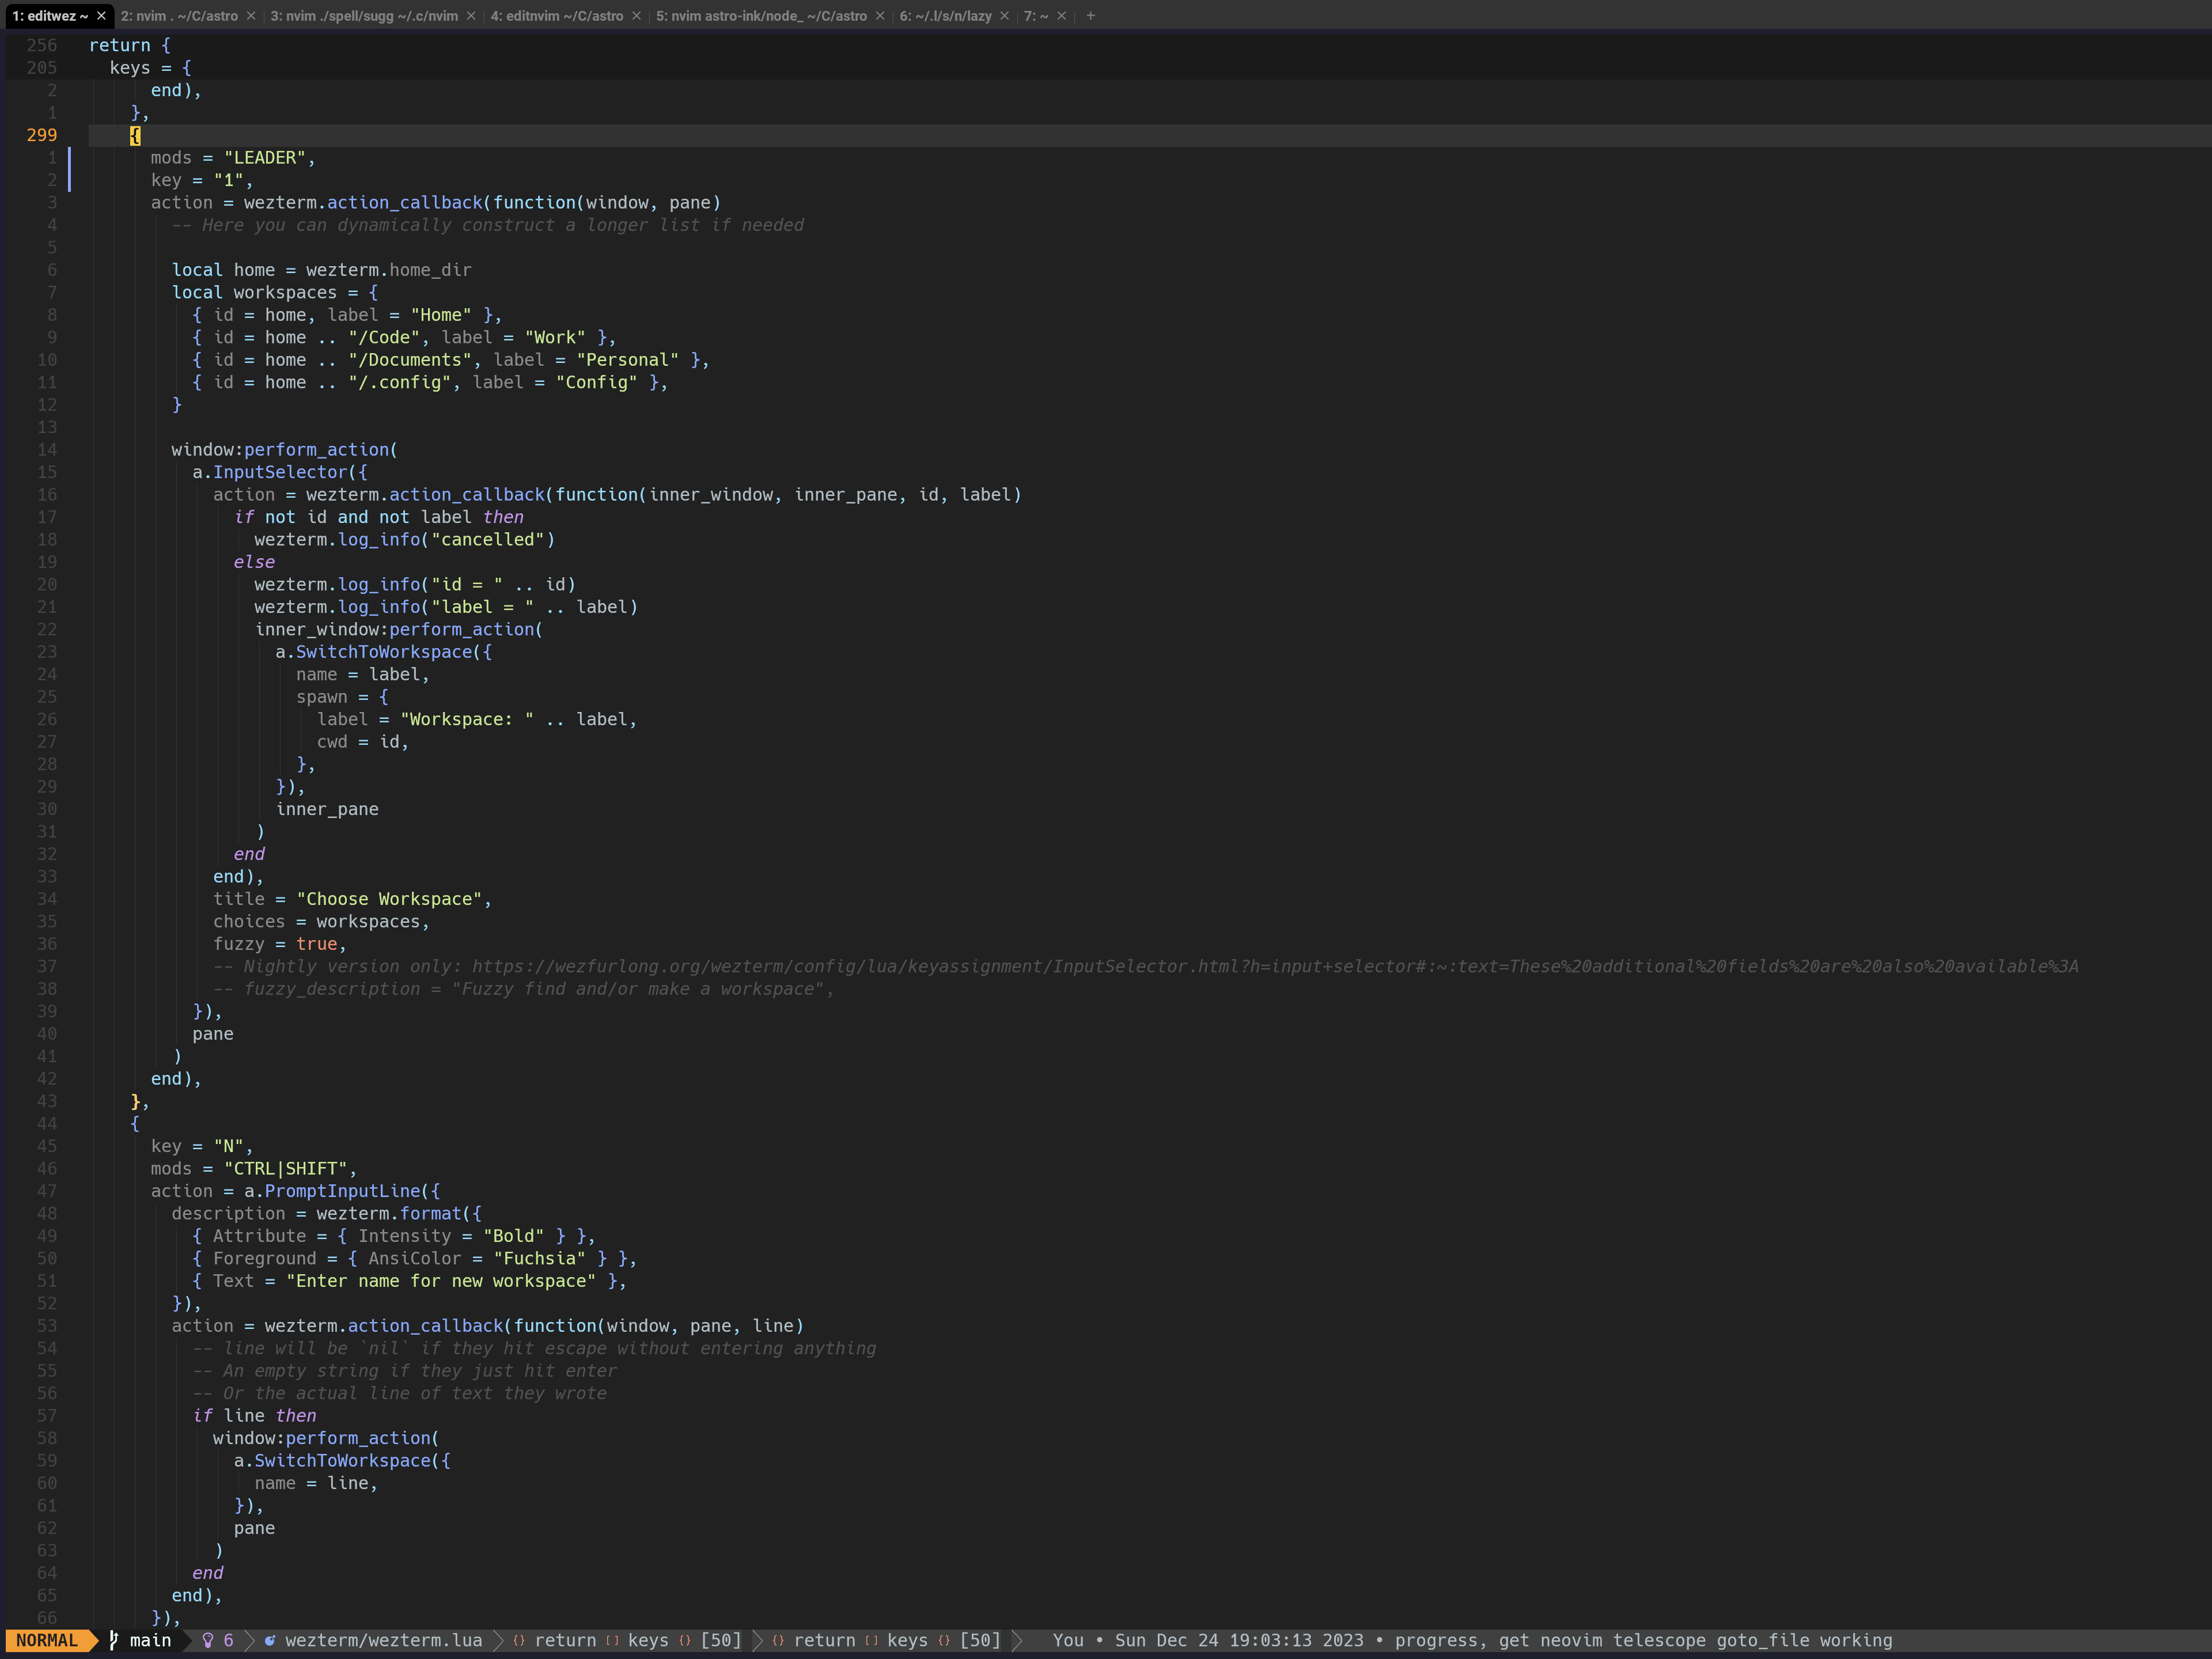 1: editwez ~ × 2: nvim . ~/C/astro × 3: nvim ./spell/sugg ~/.c/nvim × 4: editnvim ~/C/astro × 5: nvim astro-ink/node_ ~/C/astro × 6: ~/.l/s/n/lazy × 7: ~ × +
256 return {
205   keys = {
2       end),
1     },
299     {
1       mods = "LEADER",
2       key = "1",
3       action = wezterm.action_callback(function(window, pane)
4         -- Here you can dynamically construct a longer list if needed
5
6         local home = wezterm.home_dir
7         local workspaces = {
8           { id = home, label = "Home" },
9           { id = home .. "/Code", label = "Work" },
10           { id = home .. "/Documents", label = "Personal" },
11           { id = home .. "/.config", label = "Config" },
12         }
13
14         window:perform_action(
15           a.InputSelector({
16             action = wezterm.action_callback(function(inner_window, inner_pane, id, label)
17               if not id and not label then
18                 wezterm.log_info("cancelled")
19               else
20                 wezterm.log_info("id = " .. id)
21                 wezterm.log_info("label = " .. label)
22                 inner_window:perform_action(
23                   a.SwitchToWorkspace({
24                     name = label,
25                     spawn = {
26                       label = "Workspace: " .. label,
27                       cwd = id,
28                     },
29                   }),
30                   inner_pane
31                 )
32               end
33             end),
34             title = "Choose Workspace",
35             choices = workspaces,
36             fuzzy = true,
37             -- Nightly version only: https://wezfurlong.org/wezterm/config/lua/keyassignment/InputSelector.html?h=input+selector#:~:text=These%20additional%20fields%20are%20also%20available%3A
38             -- fuzzy_description = "Fuzzy find and/or make a workspace",
39           }),
40           pane
41         )
42       end),
43     },
44     {
45       key = "N",
46       mods = "CTRL|SHIFT",
47       action = a.PromptInputLine({
48         description = wezterm.format({
49           { Attribute = { Intensity = "Bold" } },
50           { Foreground = { AnsiColor = "Fuchsia" } },
51           { Text = "Enter name for new workspace" },
52         }),
53         action = wezterm.action_callback(function(window, pane, line)
54           -- line will be `nil` if they hit escape without entering anything
55           -- An empty string if they just hit enter
56           -- Or the actual line of text they wrote
57           if line then
58             window:perform_action(
59               a.SwitchToWorkspace({
60                 name = line,
61               }),
62               pane
63             )
64           end
65         end),
66       }),
NORMAL main 6 wezterm/wezterm.lua {} return [] keys {} [50] {} return [] keys {} [50] You • Sun Dec 24 19:03:13 2023 • progress, get neovim telescope goto_file working